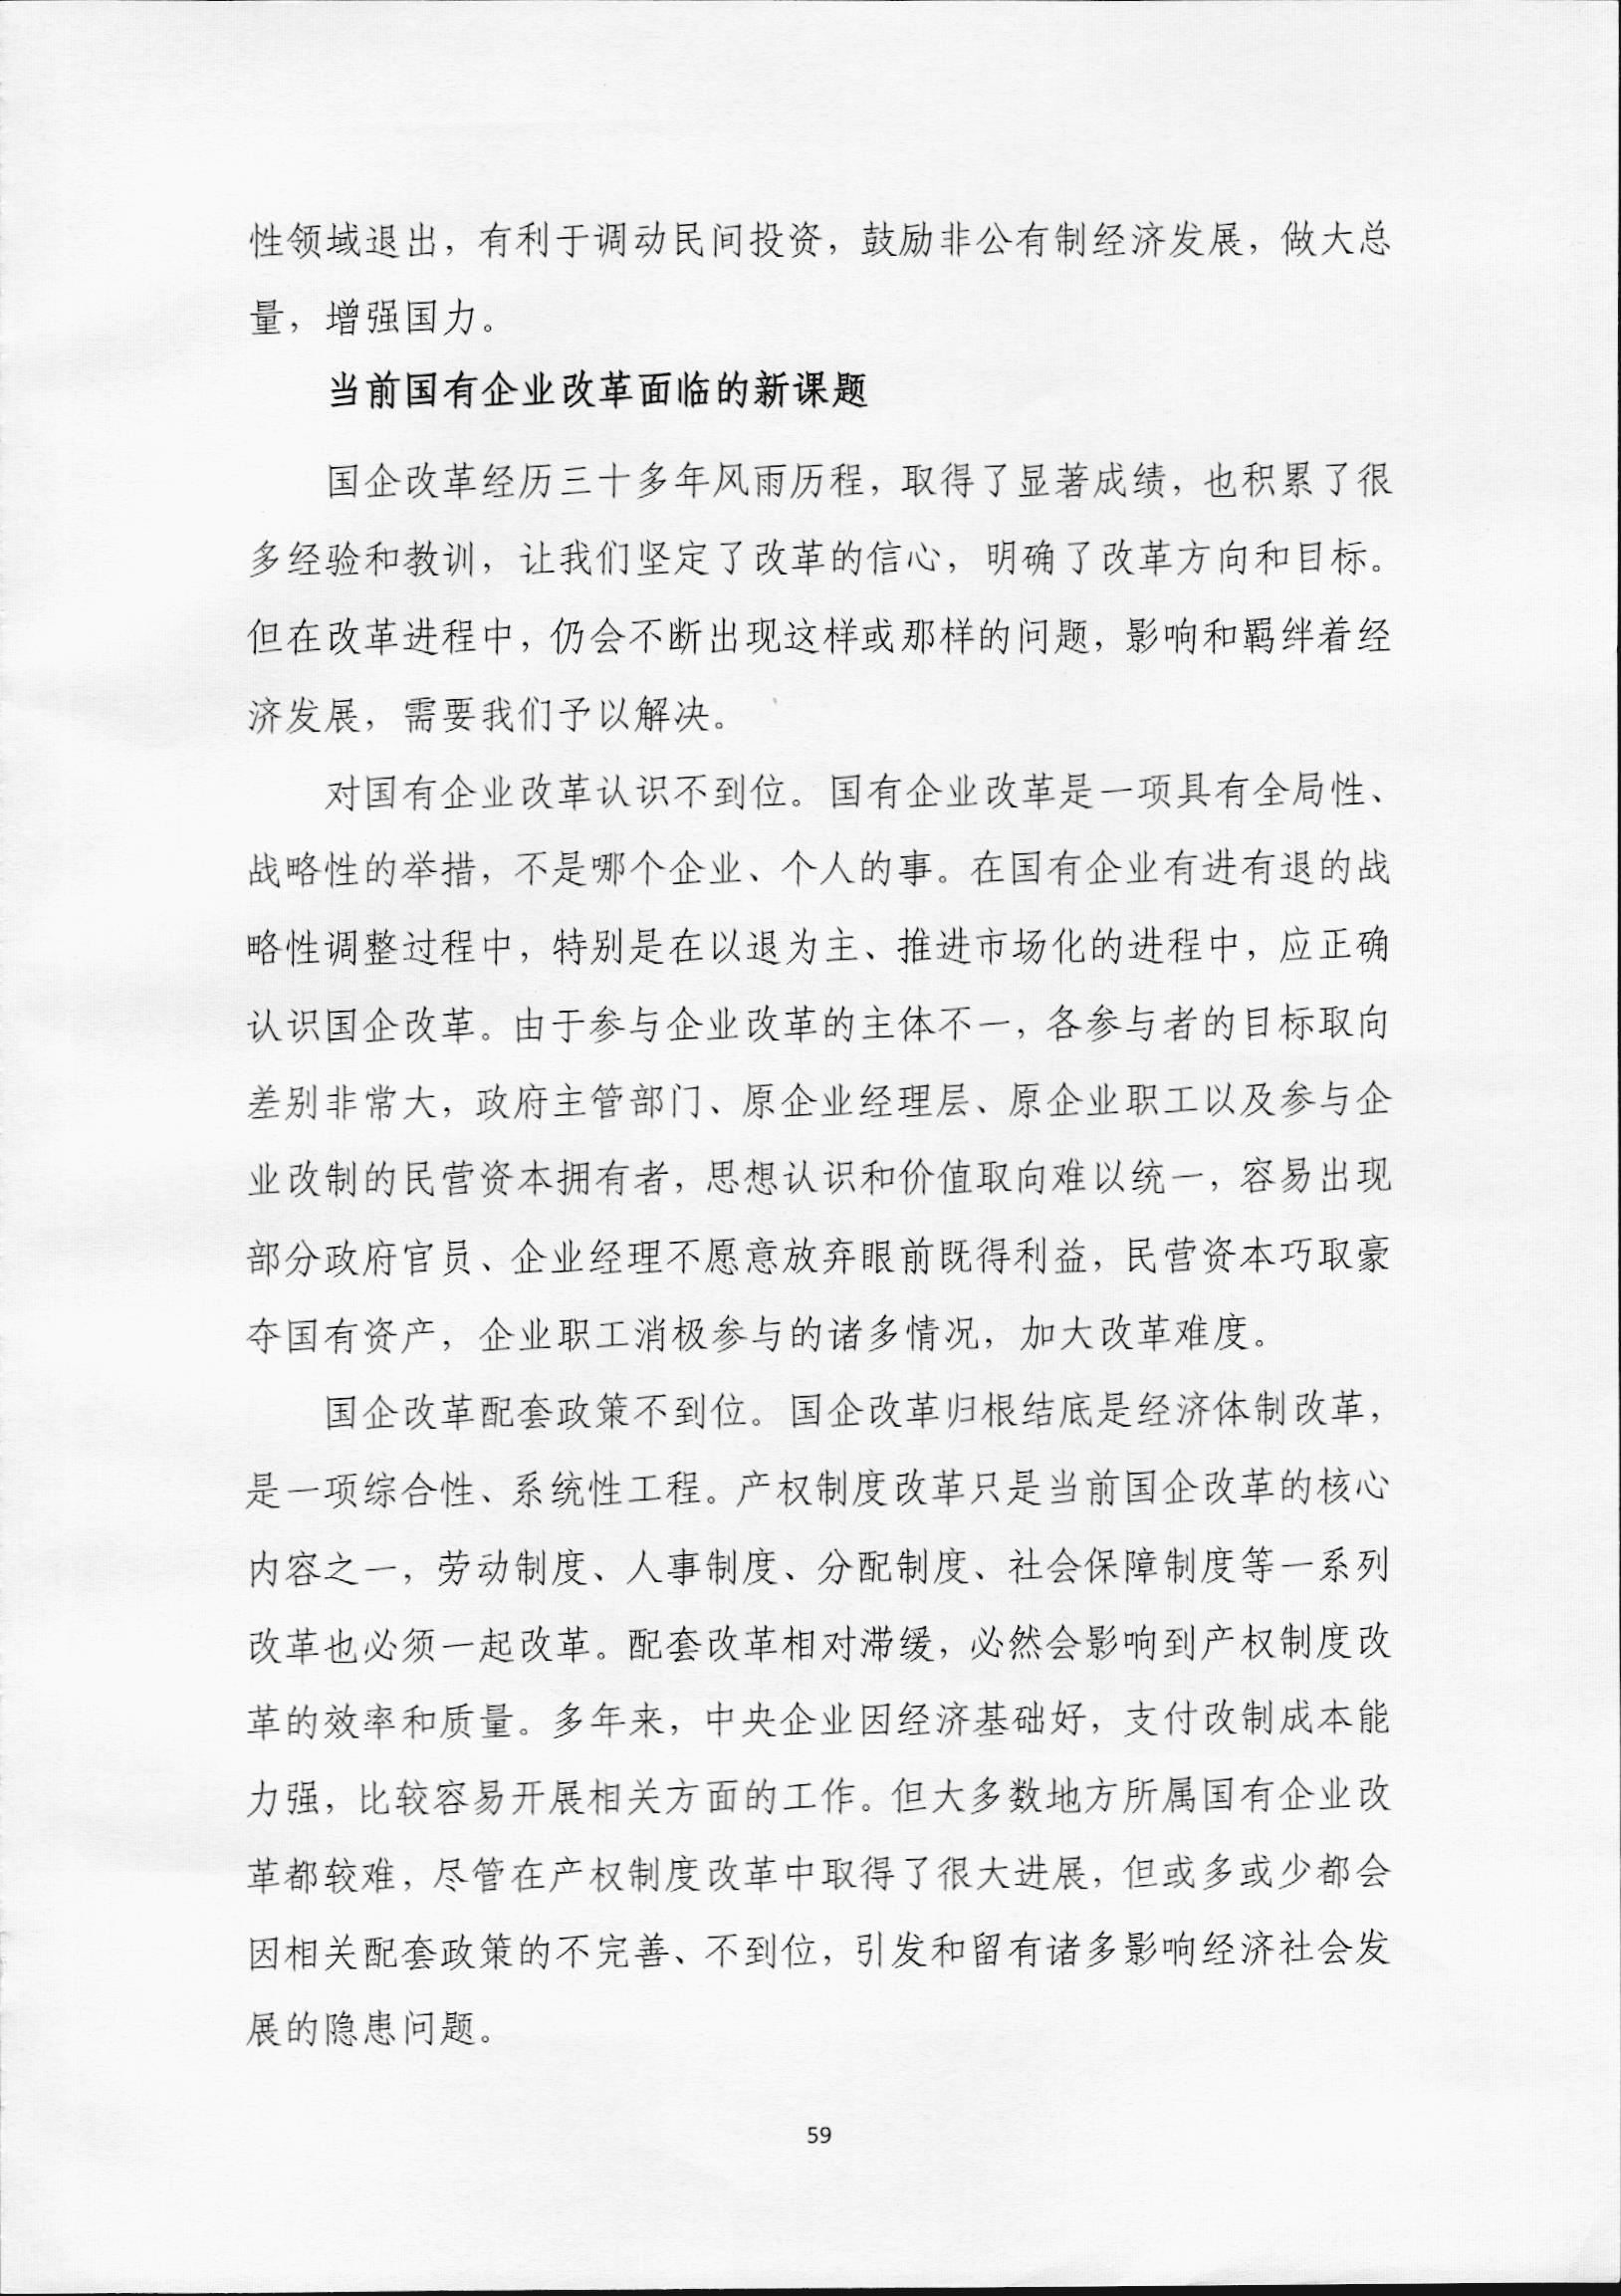 性领域退出，有利于调动民间投资，鼓励非公有制经济发展，做大总
量，增强国力。
当前国有企业改革面临的新课题
国企改革经历三十多年风雨历程，取得了显著成绩，也积累了很
多经验和教训，让我们坚定了改革的信心，明确了改革方向和目标。
但在改革进程中，仍会不断出现这样或那样的问题，影响和羁绊着经
济发展，需要我们予以解决。
对国有企业改革认识不到位。国有企业改革是一项具有全局性、
战略性的举措，不是哪个企业、个人的事。在国有企业有进有退的战
略性调整过程中，特别是在以退为主、推进市场化的进程中，应正确
认识国企改革。由于参与企业改革的主体不一，各参与者的目标取向
差别非常大，政府主管部门、原企业经理层、原企业职工以及参与企
业改制的民营资本拥有者，思想认识和价值取向难以统一，容易出现
部分政府官员、企业经理不愿意放弃眼前既得利益，民营资本巧取豪
夺国有资产，企业职工消极参与的诸多情况，加大改革难度。
国企改革配套政策不到位。国企改革归根结底是经济体制改革，
是一项综合性、系统性工程。产权制度改革只是当前国企改革的核心
内容之一，劳动制度、人事制度、分配制度、社会保障制度等一系列
改革也必须一起改革。配套改革相对滞缓，必然会影响到产权制度改
革的效率和质量。多年来，中央企业因经济基础好，支付改制成本能
力强，比较容易开展相关方面的工作。但大多数地方所属国有企业改
革都较难，尽管在产权制度改革中取得了很大进展，但或多或少都会
因相关配套政策的不完善、不到位，引发和留有诸多影响经济社会发
展的隐患问题。
59